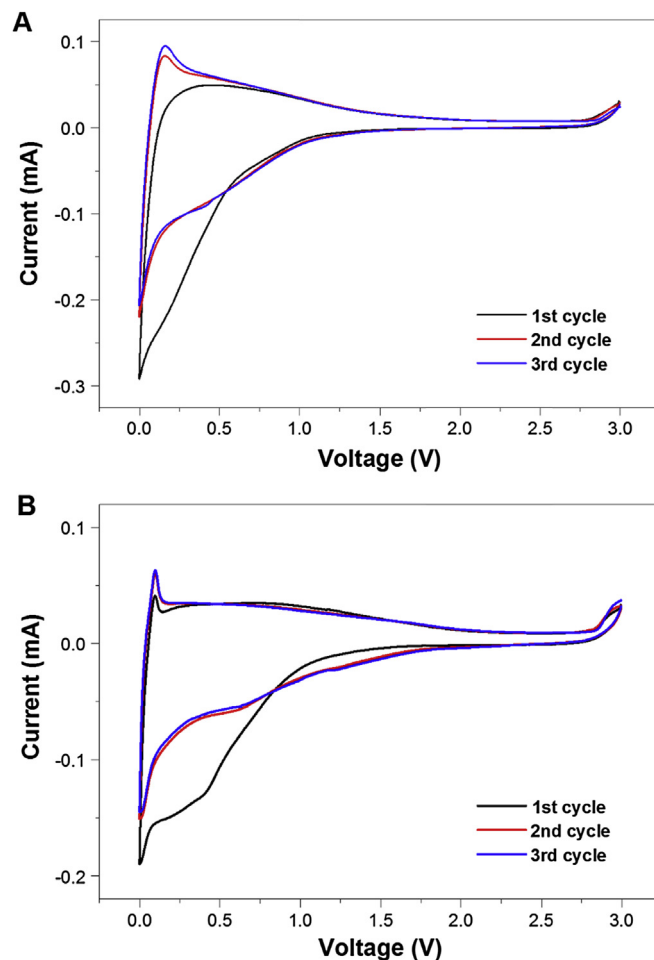 A
0.1
0.0
-0.1
-0.2
-0.3
Current (mA)
1st cycle
2nd cycle
3rd cycle
0.0 0.5 1.0 1.5 2.0 2.5 3.0
Voltage (V)
B
0.1
0.0
-0.1
-0.2
Current (mA)
1st cycle
2nd cycle
3rd cycle
0.0 0.5 1.0 1.5 2.0 2.5 3.0
Voltage (V)